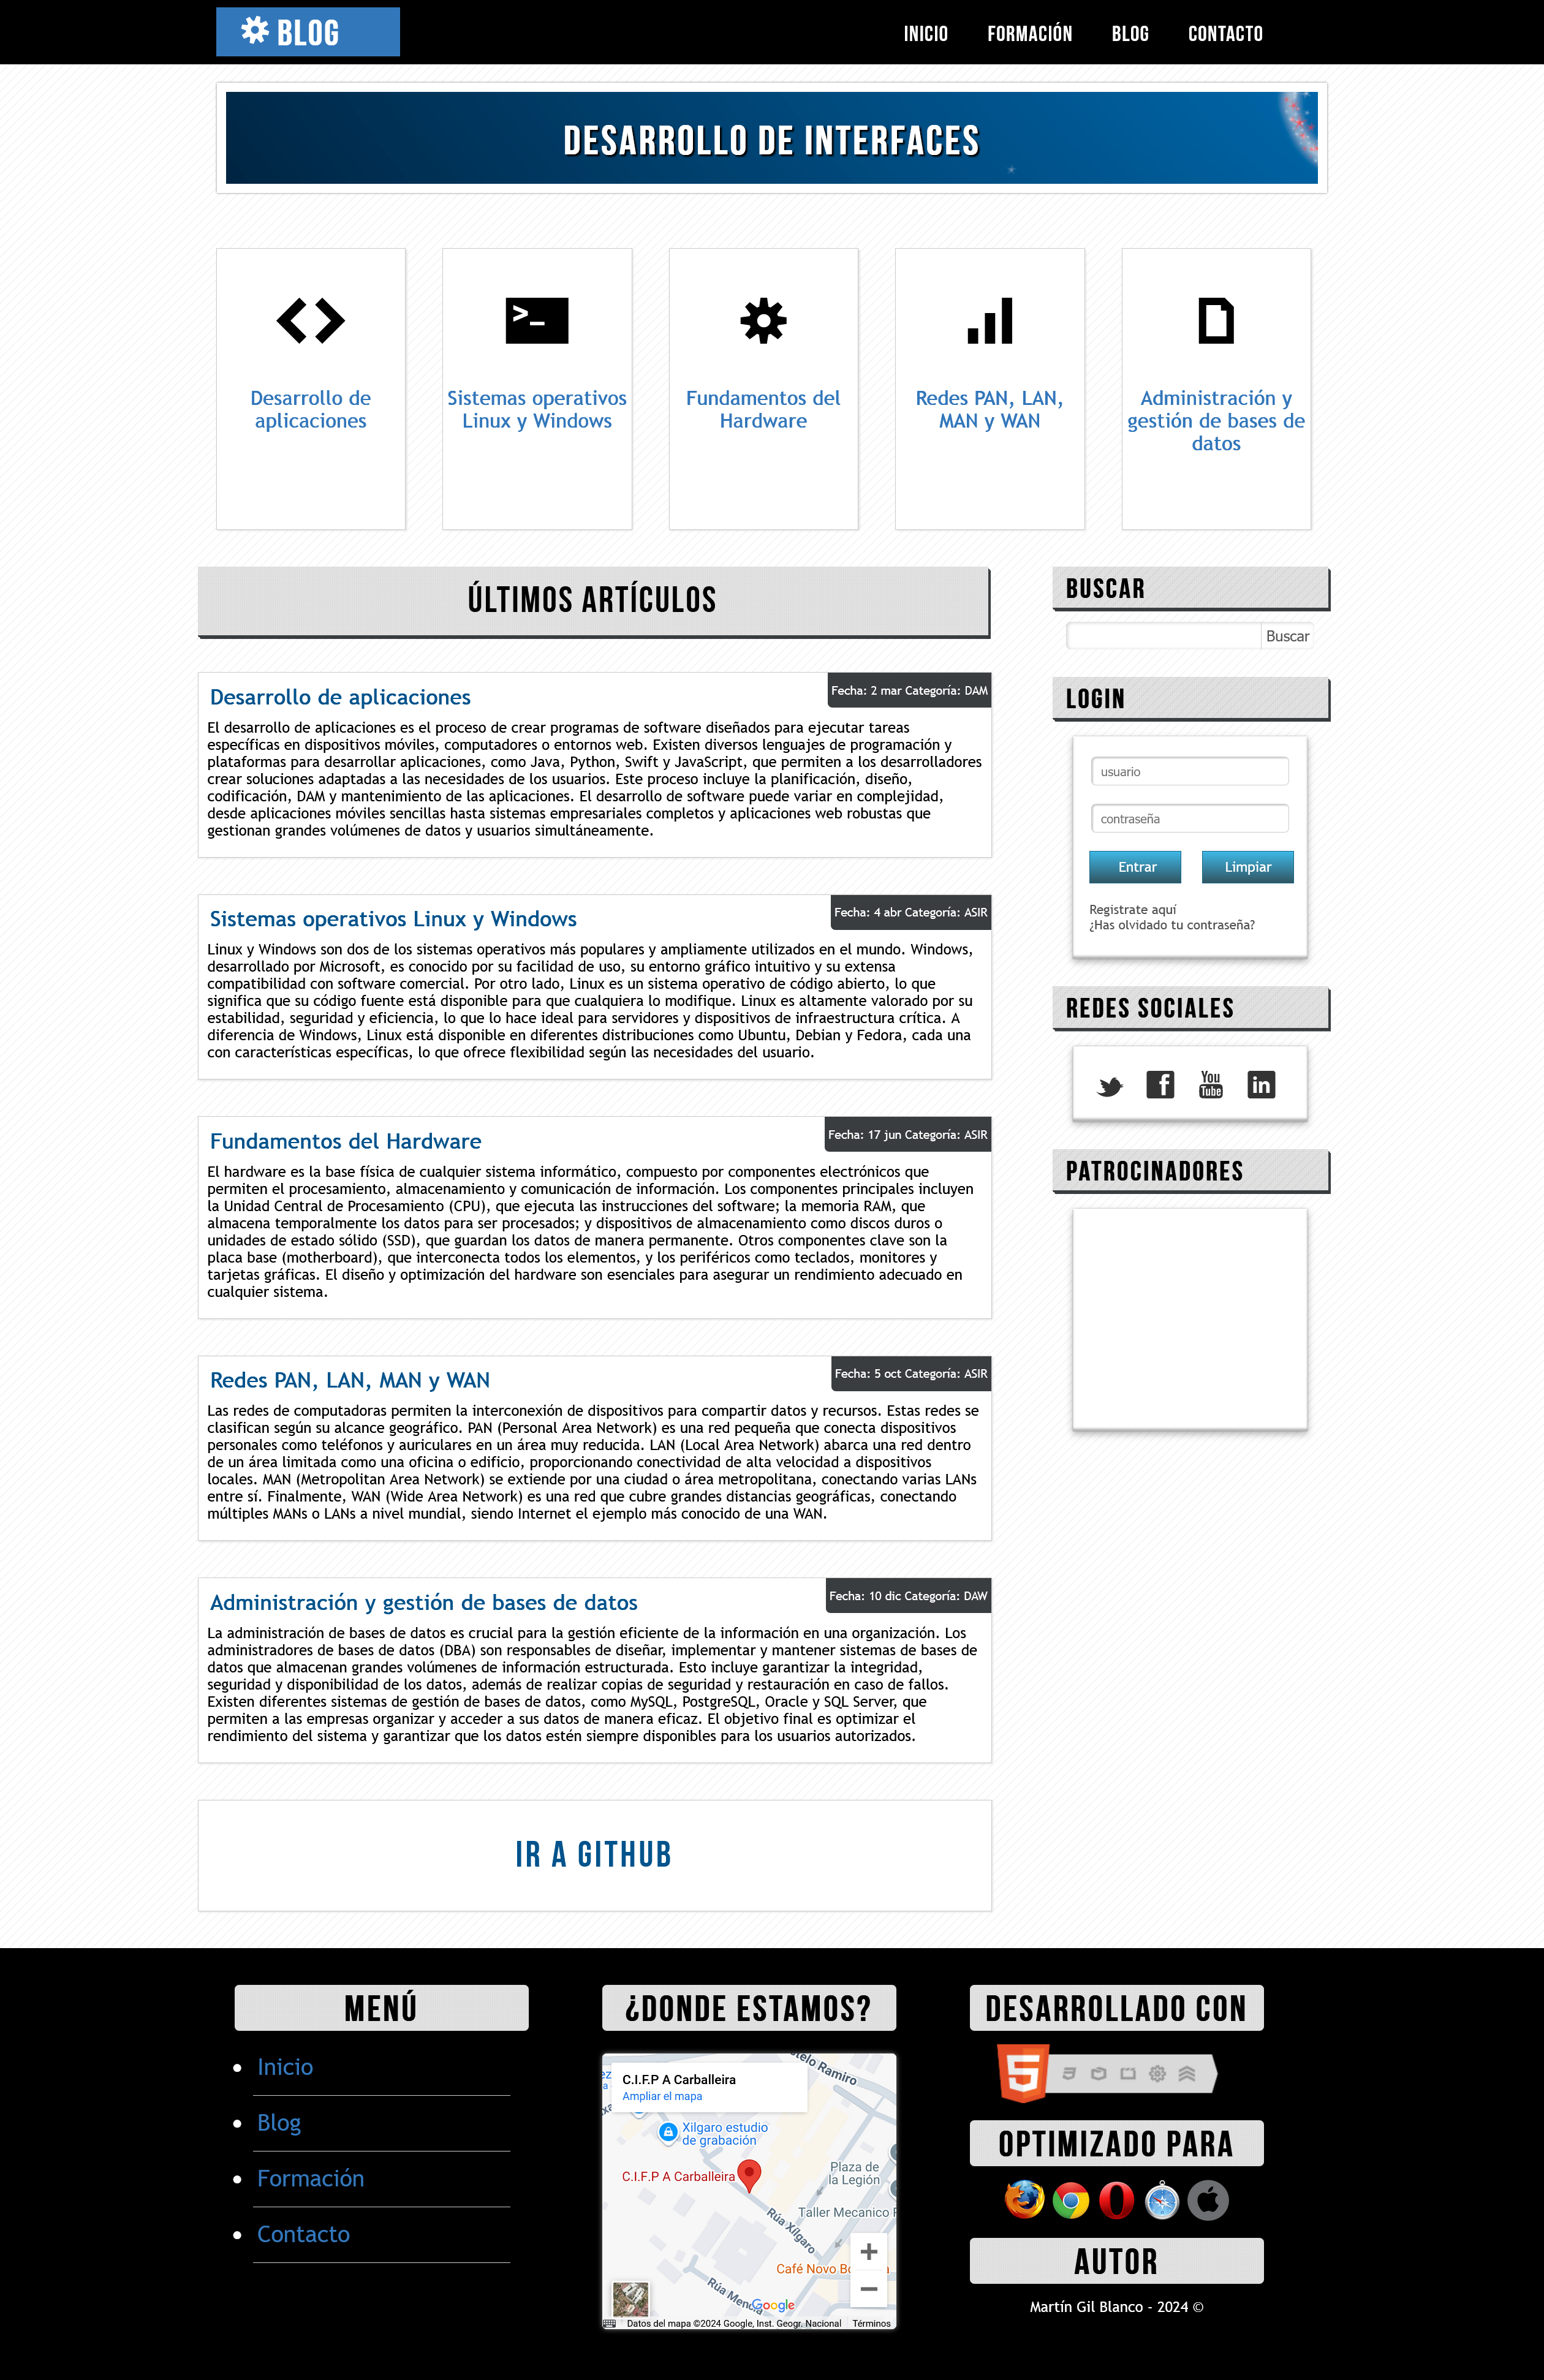 BLOG
INICIO FORMACIÓN BLOG CONTACTO
DESARROLLO DE INTERFACES
Desarrollo de
aplicaciones
Sistemas operativos
Linux y Windows
Fundamentos del
Hardware
Redes PAN, LAN,
MAN y WAN
Administración y
gestión de bases de
datos
ÚLTIMOS ARTÍCULOS
Desarrollo de aplicaciones
Fecha: 2 mar Categoría: DAM
El desarrollo de aplicaciones es el proceso de crear programas de software diseñados para ejecutar tareas
específicas en dispositivos móviles, computadores o entornos web. Existen diversos lenguajes de programación y
plataformas para desarrollar aplicaciones, como Java, Python, Swift y JavaScript, que permiten a los desarrolladores
crear soluciones adaptadas a las necesidades de los usuarios. Este proceso incluye la planificación, diseño,
codificación, DAM y mantenimiento de las aplicaciones. El desarrollo de software puede variar en complejidad,
desde aplicaciones móviles sencillas hasta sistemas empresariales completos y aplicaciones web robustas que
gestionan grandes volúmenes de datos y usuarios simultáneamente.
Sistemas operativos Linux y Windows
Fecha: 4 abr Categoría: ASIR
Linux y Windows son dos de los sistemas operativos más populares y ampliamente utilizados en el mundo. Windows,
desarrollado por Microsoft, es conocido por su facilidad de uso, su entorno gráfico intuitivo y su extensa
compatibilidad con software comercial. Por otro lado, Linux es un sistema operativo de código abierto, lo que
significa que su código fuente está disponible para que cualquiera lo modifique. Linux es altamente valorado por su
estabilidad, seguridad y eficiencia, lo que lo hace ideal para servidores y dispositivos de infraestructura crítica. A
diferencia de Windows, Linux está disponible en diferentes distribuciones como Ubuntu, Debian y Fedora, cada una
con características específicas, lo que ofrece flexibilidad según las necesidades del usuario.
Fundamentos del Hardware
Fecha: 17 jun Categoría: ASIR
El hardware es la base física de cualquier sistema informático, compuesto por componentes electrónicos que
permiten el procesamiento, almacenamiento y comunicación de información. Los componentes principales incluyen
la Unidad Central de Procesamiento (CPU), que ejecuta las instrucciones del software; la memoria RAM, que
almacena temporalmente los datos para ser procesados; y dispositivos de almacenamiento como discos duros o
unidades de estado sólido (SSD), que guardan los datos de manera permanente. Otros componentes clave son la
placa base (motherboard), que interconecta todos los elementos, y los periféricos como teclados, monitores y
tarjetas gráficas. El diseño y optimización del hardware son esenciales para asegurar un rendimiento adecuado en
cualquier sistema.
Redes PAN, LAN, MAN y WAN
Fecha: 5 oct Categoría: ASIR
Las redes de computadoras permiten la interconexión de dispositivos para compartir datos y recursos. Estas redes se
clasifican según su alcance geográfico. PAN (Personal Area Network) es una red pequeña que conecta dispositivos
personales como teléfonos y auriculares en un área muy reducida. LAN (Local Area Network) abarca una red dentro
de un área limitada como una oficina o edificio, proporcionando conectividad de alta velocidad a dispositivos
locales. MAN (Metropolitan Area Network) se extiende por una ciudad o área metropolitana, conectando varias LANs
entre sí. Finalmente, WAN (Wide Area Network) es una red que cubre grandes distancias geográficas, conectando
múltiples MANs o LANs a nivel mundial, siendo Internet el ejemplo más conocido de una WAN.
Administración y gestión de bases de datos
Fecha: 10 dic Categoría: DAW
La administración de bases de datos es crucial para la gestión eficiente de la información en una organización. Los
administradores de bases de datos (DBA) son responsables de diseñar, implementar y mantener sistemas de bases de
datos que almacenan grandes volúmenes de información estructurada. Esto incluye garantizar la integridad,
seguridad y disponibilidad de los datos, además de realizar copias de seguridad y restauración en caso de fallos.
Existen diferentes sistemas de gestión de bases de datos, como MySQL, PostgreSQL, Oracle y SQL Server, que
permiten a las empresas organizar y acceder a sus datos de manera eficaz. El objetivo final es optimizar el
rendimiento del sistema y garantizar que los datos estén siempre disponibles para los usuarios autorizados.
IR A GITHUB
BUSCAR
Buscar
LOGIN
usuario
contraseña
Entrar Limpiar
Registrate aquí
¿Has olvidado tu contraseña?
REDES SOCIALES
You
Tube
in
PATROCINADORES
MENÚ
Inicio
Blog
Formación
Contacto
¿DONDE ESTAMOS?
C.I.F.P A Carballeira
Ampliar el mapa
telo Ramiro
Xilgaro estudio
de grabación
Plaza de
la Legión
C.I.F.P A Carballeira
Taller Mecanico F
Rúa Xílgaro
Café Novo Bo
Rúa Mencía
Google
Datos del mapa ©2024 Google, Inst. Geogr. Nacional Términos
DESARROLLADO CON
5
OPTIMIZADO PARA
AUTOR
Martín Gil Blanco - 2024 ©